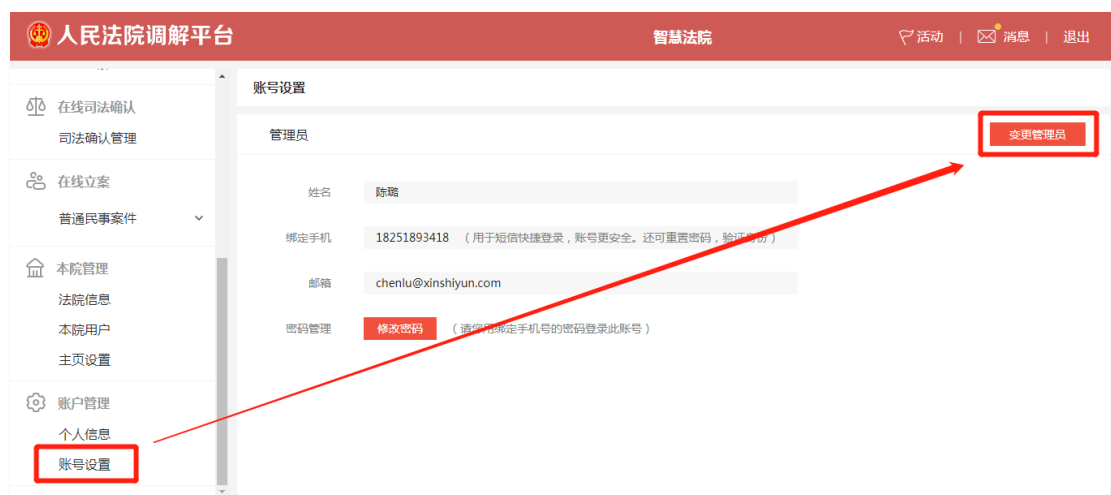 人民法院调解平台
智慧法院
活动 | 消息 | 退出
在线司法确认
司法确认管理
在线立案
普通民事案件
本院管理
法院信息
本院用户
主页设置
账户管理
个人信息
账号设置
账号设置
管理员
变更管理员
姓名 陈璐
绑定手机 18251893418 （用于短信快捷登录，账号更安全。还可重置密码，验证身份）
邮箱 chenlu@xinshiyun.com
密码管理 修改密码 （请您用绑定手机号的密码登录此账号）